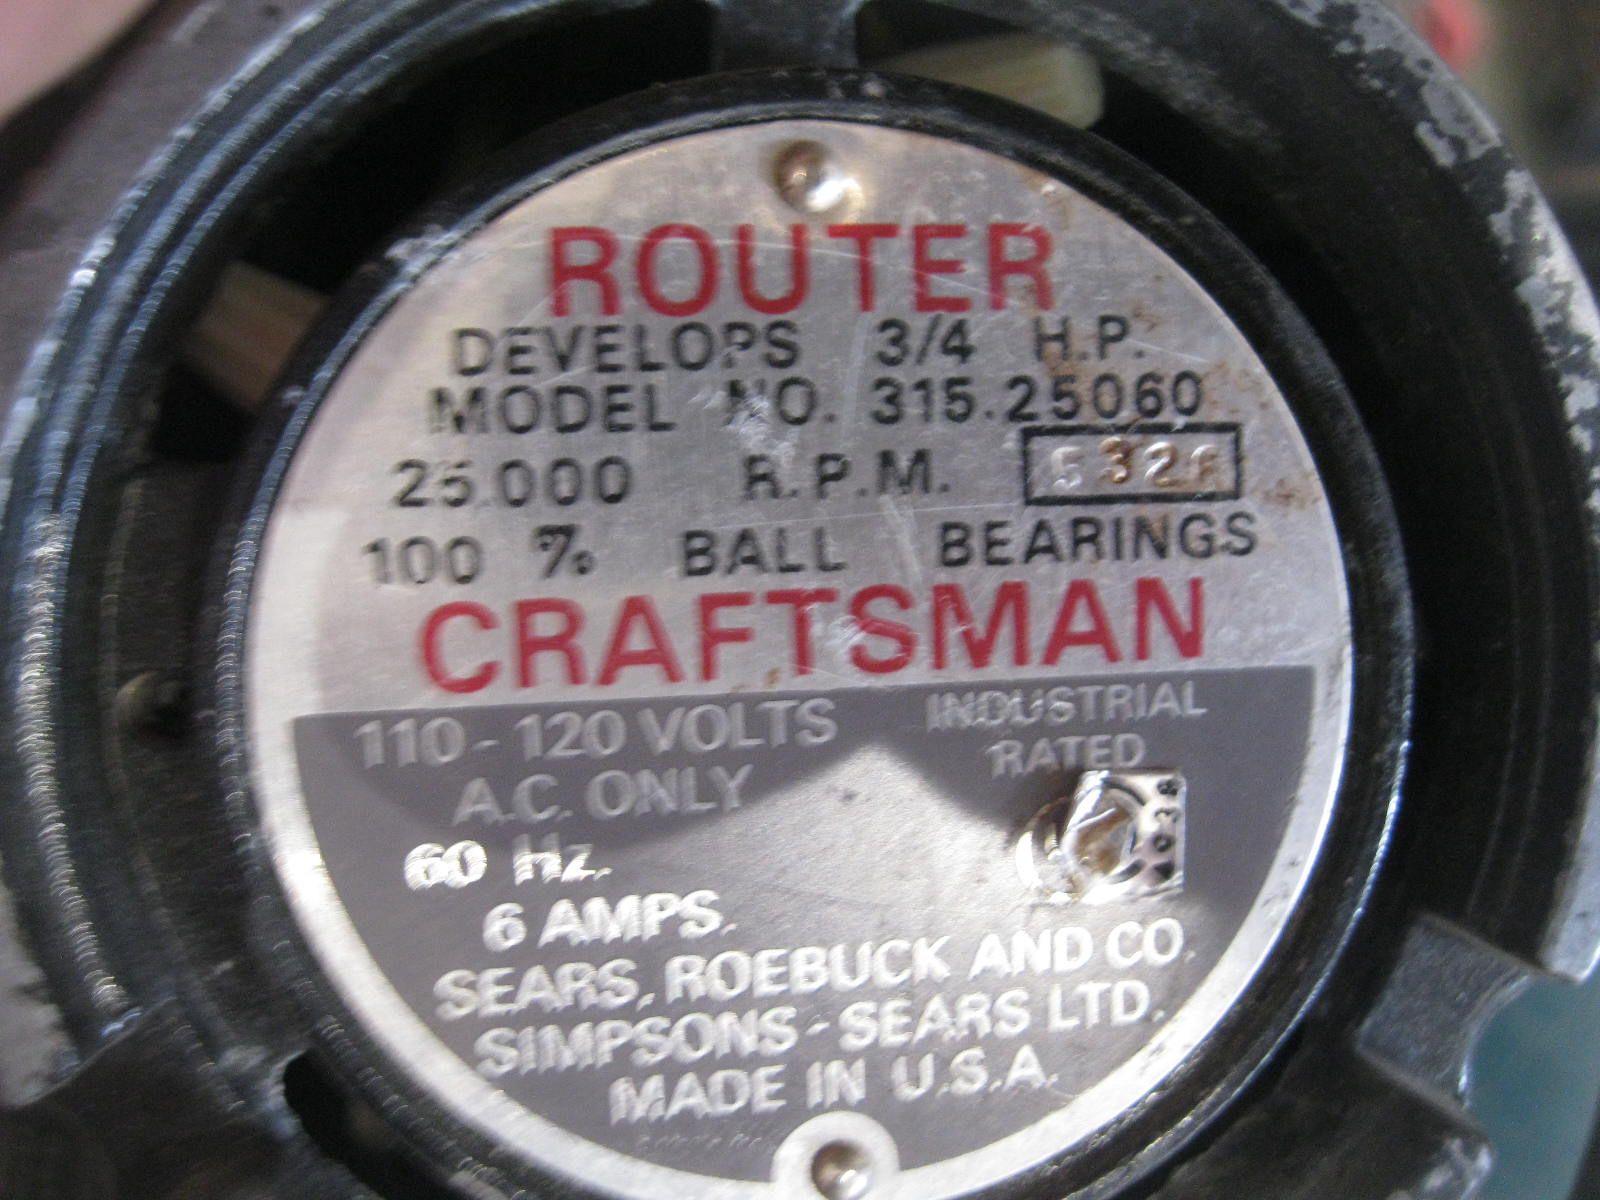 ROUTER
DEVELOPS 3/4 H.P.
MODEL NO. 315.25060
25.000 R.P.M.
100 % BALL BEARINGS
CRAFTSMAN
110-120 VOLTS INDUSTRIAL
A.C. ONLY RATED
60 Hz.
6 AMPS.
SEARS, ROEBUCK AND CO.
SIMPSONS-SEARS LTD.
MADE IN U.S.A.